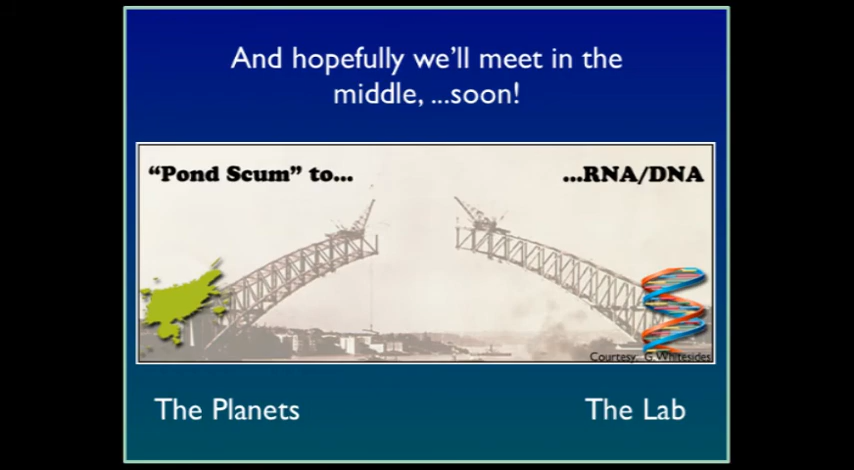 And hopefully we'll meet in the
middle, ...soon!
"Pond Scum" to...
...RNA/DNA
Courtesy, G.Whitesides
The Planets
The Lab